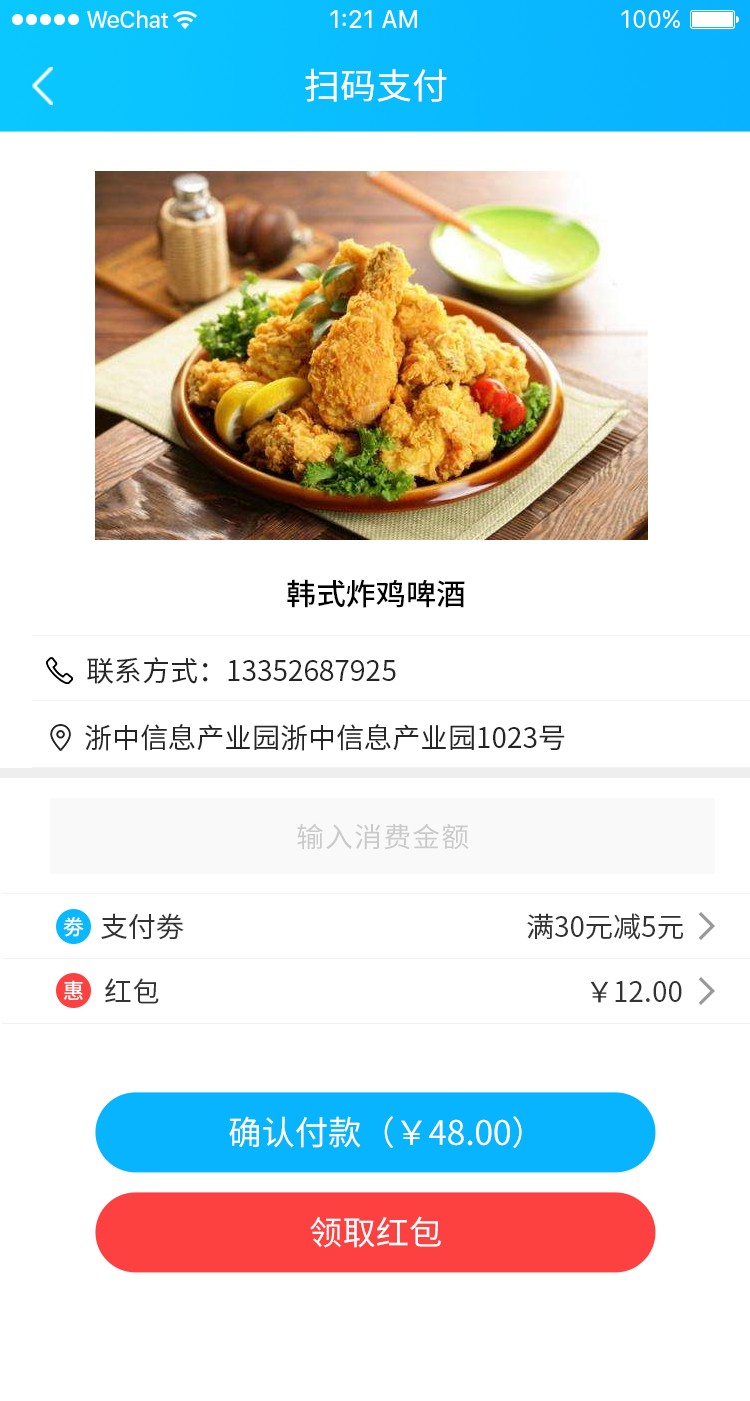 WeChat 1:21 AM 100%
扫码支付
韩式炸鸡啤酒
联系方式：13352687925
浙中信息产业园浙中信息产业园1023号
输入消费金额
劵 支付劵 满30元减5元
惠 红包 ￥12.00
确认付款（￥48.00）
领取红包